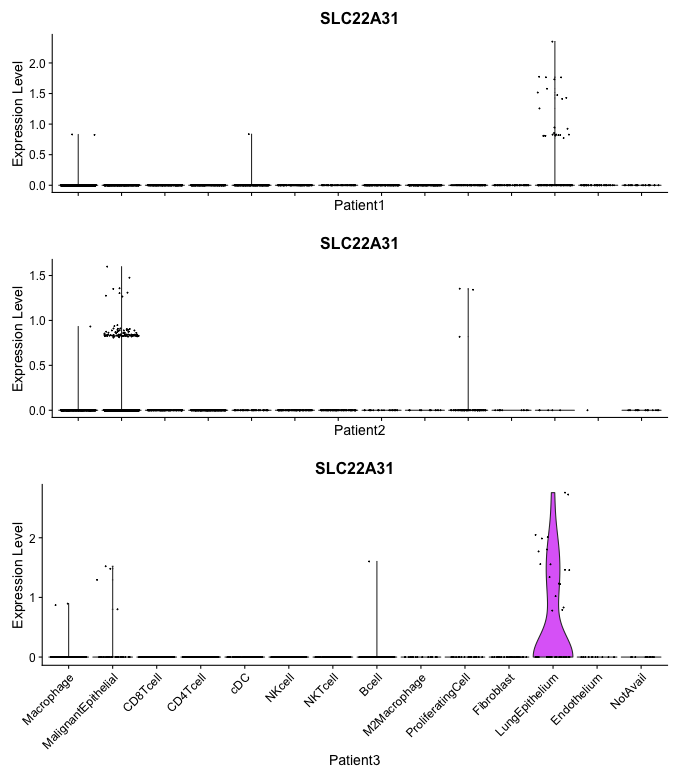 SLC22A31
Expression Level
2.0
1.5
1.0
0.5
0.0
Patient1
SLC22A31
Expression Level
1.5
1.0
0.5
0.0
Patient2
SLC22A31
Expression Level
2
1
0
Macrophage
MalignantEpithelial
CD8Tcell
CD4Tcell
cDC
NKcell
NKTcell
Bcell
M2Macrophage
ProliferatingCell
Fibroblast
LungEpithelium
Endothelium
NotAvail
Patient3